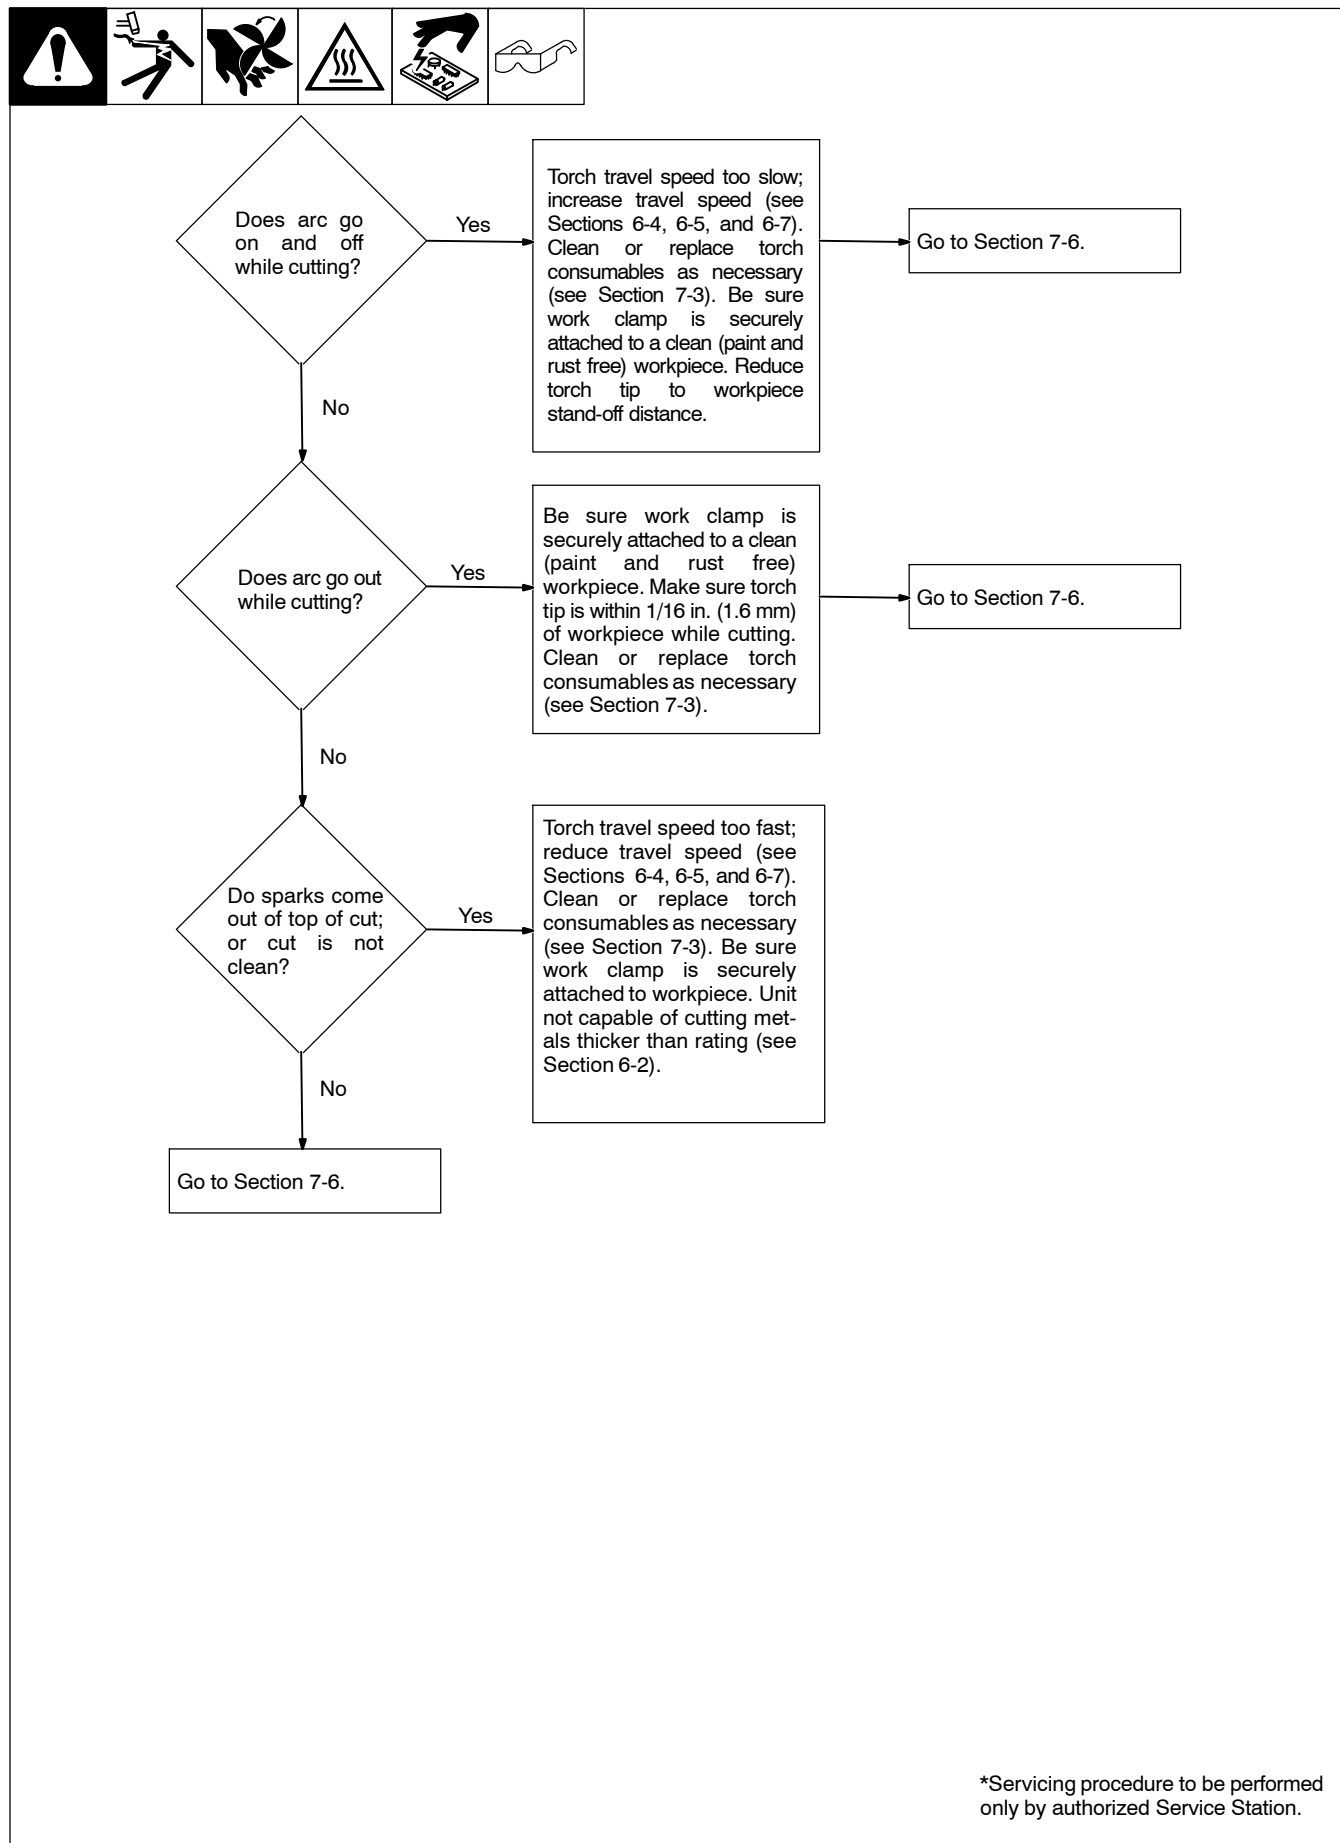 Does arc go
on and off
while cutting?
Yes
Torch travel speed too slow;
increase travel speed (see
Sections 6-4, 6-5, and 6-7).
Clean or replace torch
consumables as necessary
(see Section 7-3). Be sure
work clamp is securely
attached to a clean (paint and
rust free) workpiece. Reduce
torch tip to workpiece
stand-off distance.
Go to Section 7-6.
No
Does arc go out
while cutting?
Yes
Be sure work clamp is
securely attached to a clean
(paint and rust free)
workpiece. Make sure torch
tip is within 1/16 in. (1.6 mm)
of workpiece while cutting.
Clean or replace torch
consumables as necessary
(see Section 7-3).
Go to Section 7-6.
No
Do sparks come
out of top of cut;
or cut is not
clean?
Yes
Torch travel speed too fast;
reduce travel speed (see
Sections 6-4, 6-5, and 6-7).
Clean or replace torch
consumables as necessary
(see Section 7-3). Be sure
work clamp is securely
attached to workpiece. Unit
not capable of cutting met-
als thicker than rating (see
Section 6-2).
No
Go to Section 7-6.
*Servicing procedure to be performed
only by authorized Service Station.